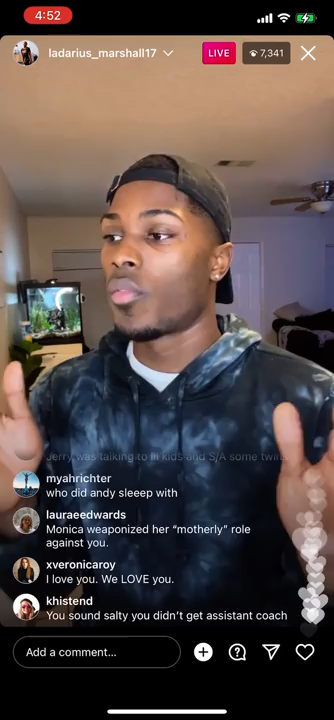 4:52
ladarius_marshall17
LIVE
7,341
Jerry was talking to lil kids and S/A some twins
myahrichter
who did andy sleeep with
lauraeedwards
Monica weaponized her “motherly” role
against you.
xveronicaroy
I love you. We LOVE you.
khistend
You sound salty you didn’t get assistant coach
Add a comment...